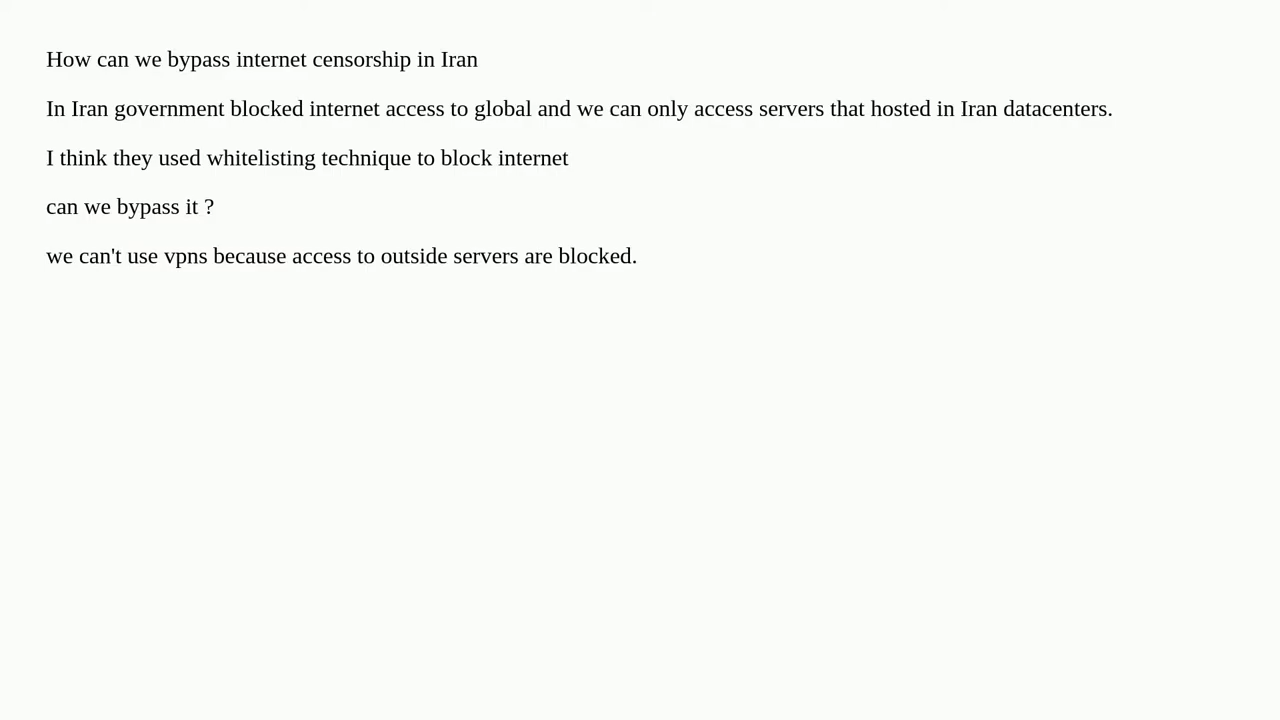 How can we bypass internet censorship in Iran
In Iran government blocked internet access to global and we can only access servers that hosted in Iran datacenters.
I think they used whitelisting technique to block internet
can we bypass it ?
we can't use vpns because access to outside servers are blocked.